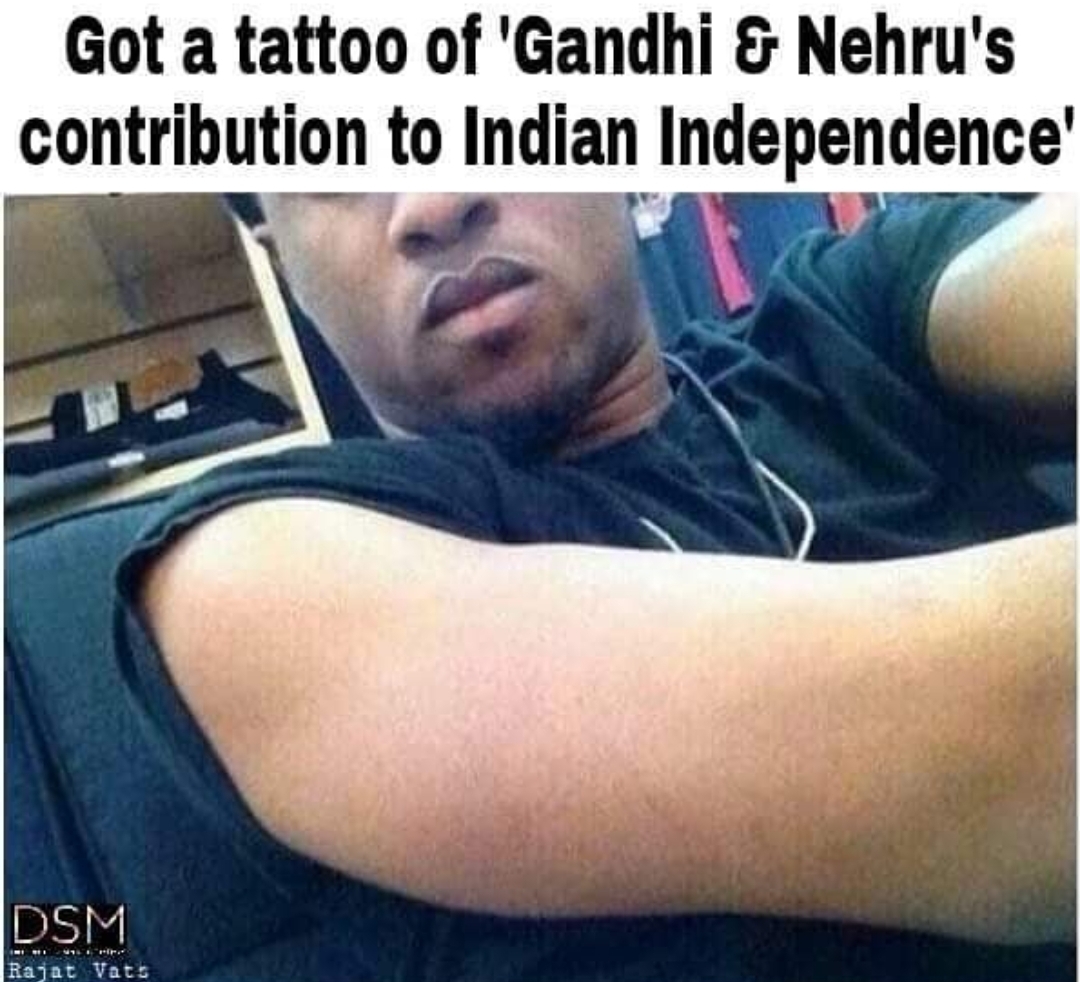 Got a tattoo of 'Gandhi & Nehru's
contribution to Indian Independence'
DSM
Rajat Vats